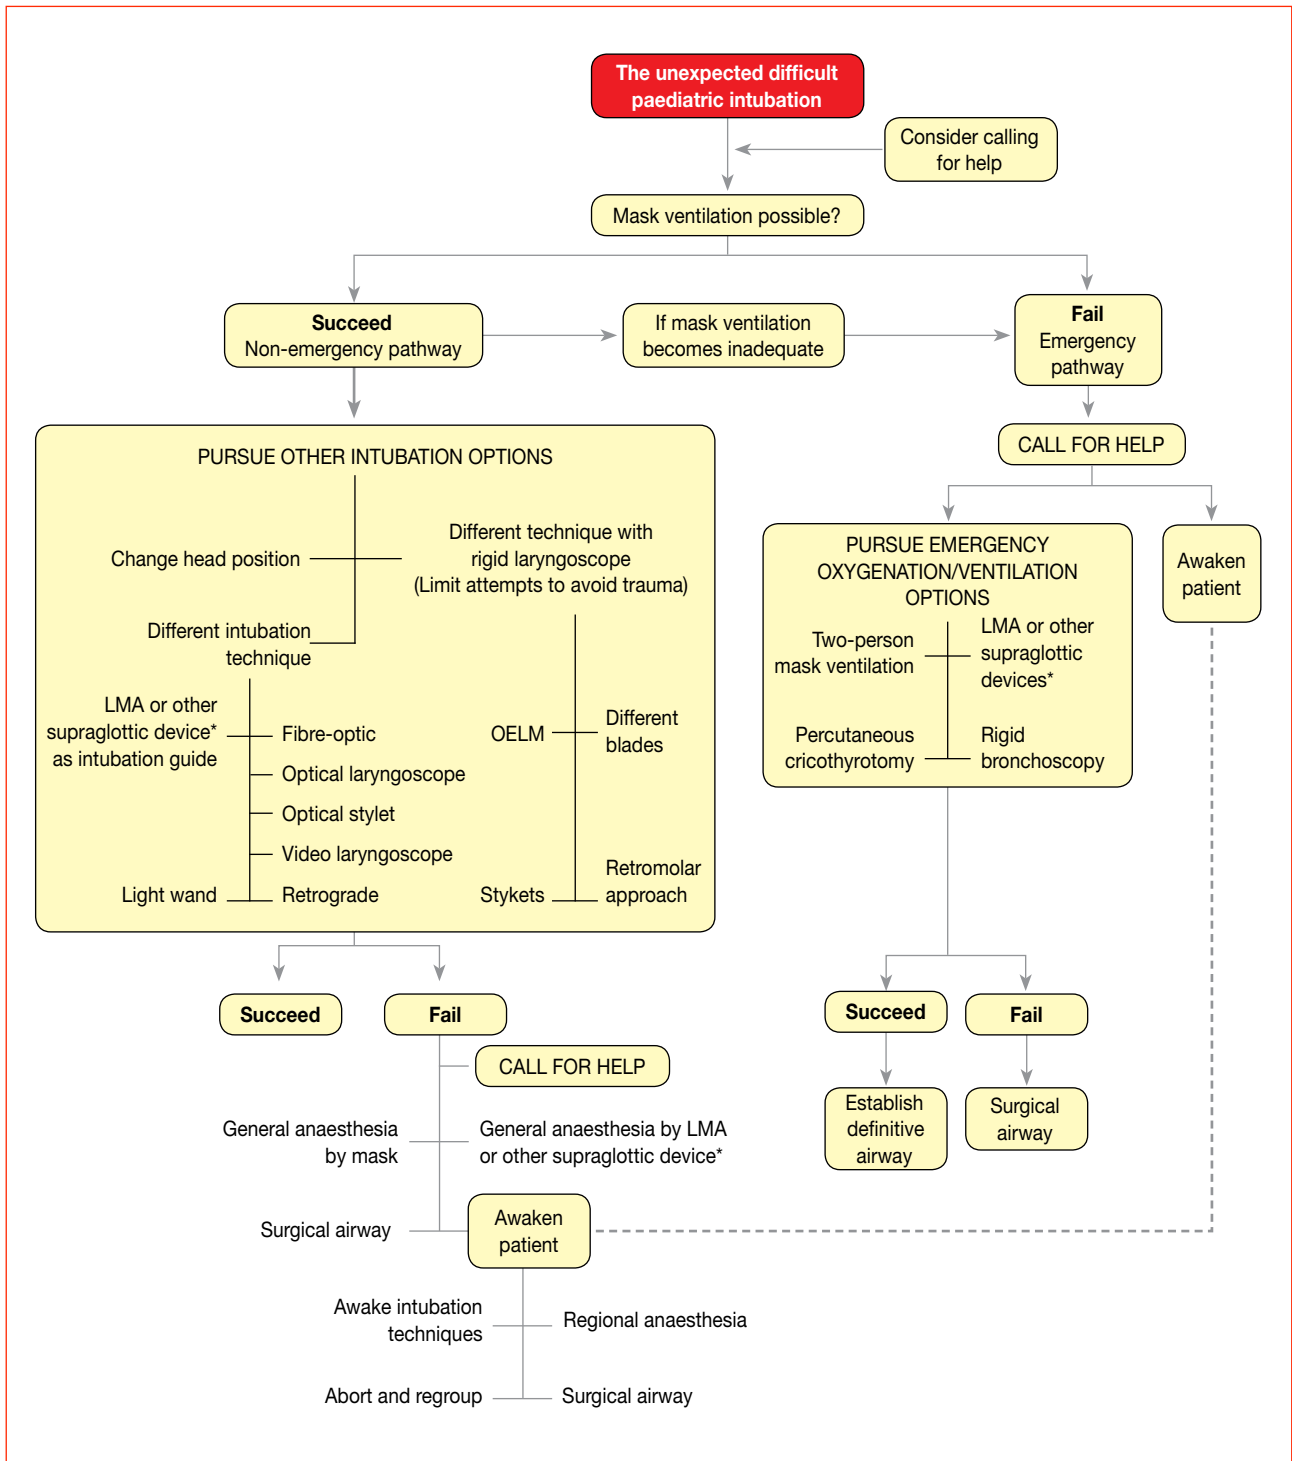 The unexpected difficult
paediatric intubation
Consider calling
for help
Mask ventilation possible?
Succeed
Non-emergency pathway
If mask ventilation
becomes inadequate
Fail
Emergency
pathway
CALL FOR HELP
PURSUE OTHER INTUBATION OPTIONS
Change head position
Different technique with
rigid laryngoscope
(Limit attempts to avoid trauma)
Different intubation
technique
LMA or other
supraglottic device*
as intubation guide
Fibre-optic
Optical laryngoscope
Optical stylet
Video laryngoscope
Light wand
Retrograde
OELM
Different
blades
Stykets
Retromolar
approach
PURSUE EMERGENCY
OXYGENATION/VENTILATION
OPTIONS
Two-person
mask ventilation
LMA or other
supraglottic
devices*
Percutaneous
cricothyrotomy
Rigid
bronchoscopy
Awaken
patient
Succeed
Fail
CALL FOR HELP
General anaesthesia
by mask
General anaesthesia by LMA
or other supraglottic device*
Surgical airway
Awaken
patient
Awake intubation
techniques
Regional anaesthesia
Abort and regroup
Surgical airway
Succeed
Fail
Establish
definitive
airway
Surgical
airway